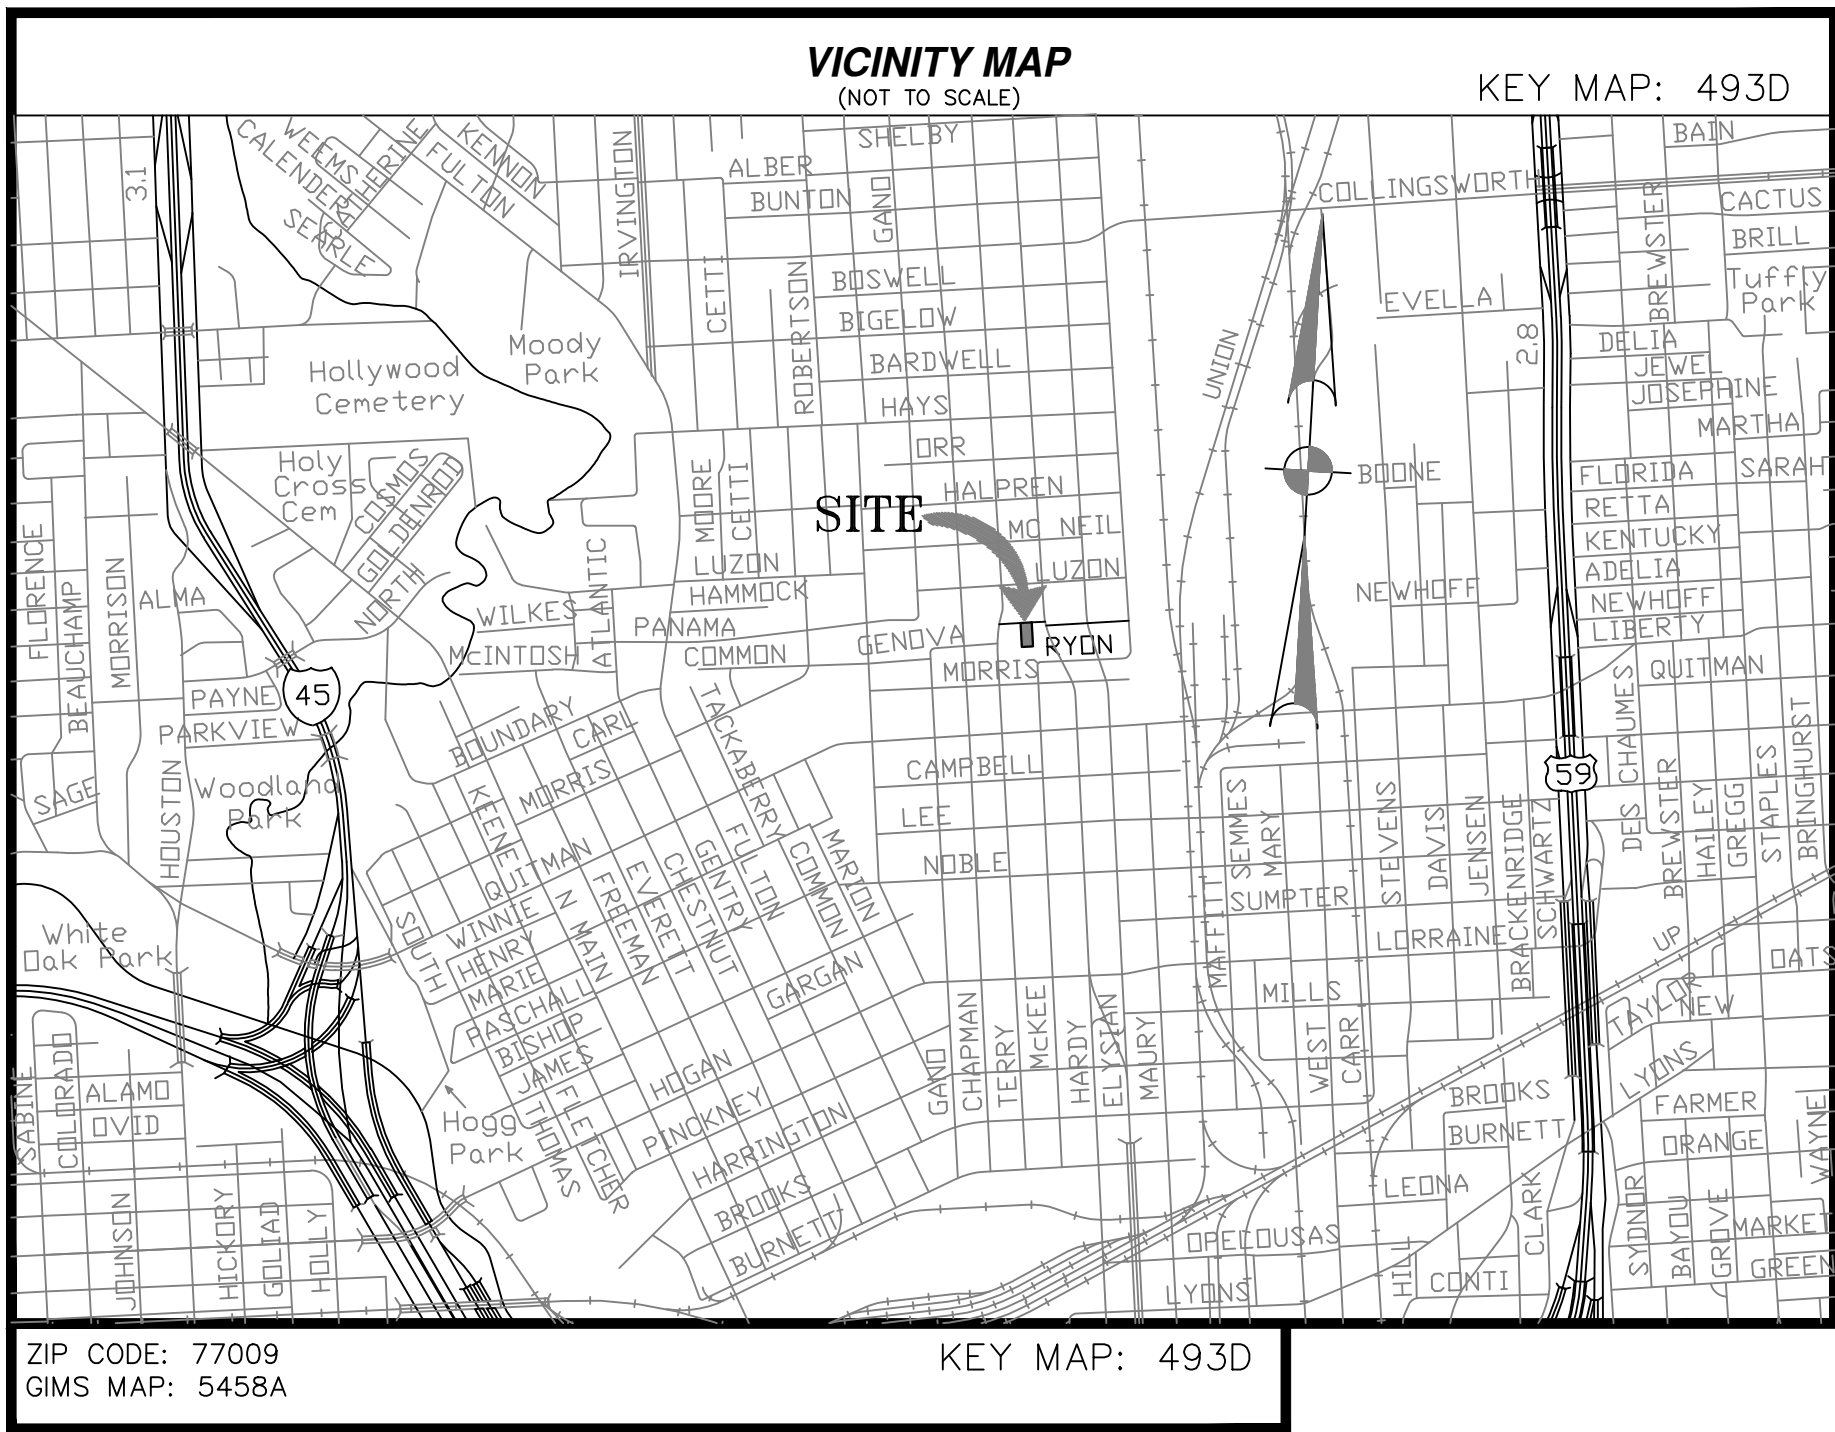 VICINITY MAP
(NOT TO SCALE)
KEY MAP: 493D
WEEMS
CALENDER
CATHERINE
SEARLE
KENNON
FULTON
IRVINGTON
SHELBY
ALBER
BUNTON
GANO
COLLINGSWORTH
BAIN
CACTUS
BRILL
BREWSTER
Tuffly
Park
3.1
CETTI
ROBERTSON
BOSWELL
BIGELOW
BARDWELL
HAYS
ORR
UNION
EVELLA
2.8
DELIA
JEWEL
JOSEPHINE
MARTHA
Moody
Park
Hollywood
Cemetery
Holy
Cross
Cem
COSMOS
GOLDENROD
NORTH
MOORE
CETTI
SITE
HALPREN
MC NEIL
LUZON
LUZON
HAMMOCK
BOONE
FLORIDA
SARAH
RETTA
KENTUCKY
ADELIA
NEWHOFF
NEWHOFF
LIBERTY
QUITMAN
FLORENCE
BEAUCHAMP
MORRISON
ALMA
WILKES
McINTOSH
ATLANTIC
PANAMA
COMMON
GENOVA
MORRIS
RYON
45
PAYNE
PARKVIEW
HOUSTON
SAGE
Woodland
Park
BOUNDARY
CARL
MORRIS
KEENE
TACKABERRY
CAMPBELL
LEE
NOBLE
59
DES CHAUMES
BREWSTER
HAILEY
GREGG
STAPLES
BRINGHURST
SEMMES
MARY
STEVENS
DAVIS
JENSEN
BRACKENRIDGE
SCHWARTZ
SUMPTER
MAFFITT
LORRAINE
MILLS
QUITMAN
WINNIE
HENRY
MARIE
PASCHALL
BISHOP
JAMES
SOUTH
N MAIN
FREEMAN
EVERETT
CHESTNUT
GENTRY
FULTON
COMMON
MARION
GARGAN
HOGAN
PINCKNEY
HARRINGTON
BROOKS
BURNETT
THOMAS
FLETCHER
White
Oak Park
Hogg
Park
GANO
CHAPMAN
TERRY
McKEE
HARDY
ELYSIAN
MAURY
WEST
CARR
UP
OATS
TAYLOR
NEW
LYONS
BROOKS
BURNETT
FARMER
ORANGE
WAYNE
SABINE
COLORADO
ALAMO
OVID
JOHNSON
HICKORY
GOLIAD
HOLLY
OPELOUSAS
LYONS
LEONA
HILL
CONTI
CLARK
SYDNOR
BAYOU
GROVE
MARKET
GREEN
ZIP CODE: 77009
GIMS MAP: 5458A
KEY MAP: 493D